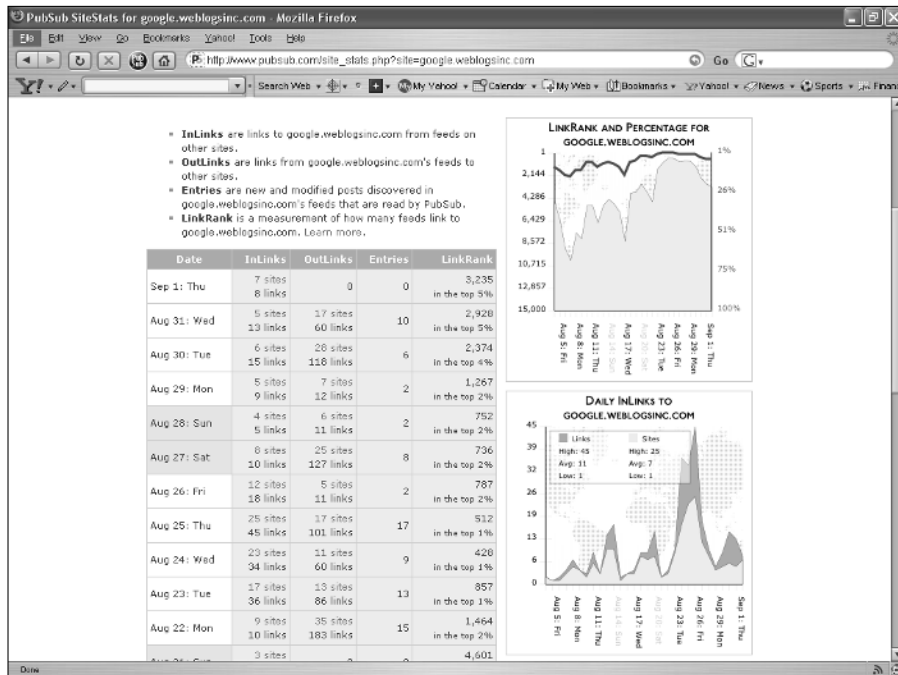 PubSub SiteStats for google.weblogsinc.com - Mozilla Firefox
File Edit View Go Bookmarks Yahoo! Tools Help
http://www.pubsub.com/site_stats.php?site=google.weblogsinc.com Go G
Y! Search Web My Yahoo! Calendar My Web Bookmarks Yahoo! News Sports Finan
InLinks are links to google.weblogsinc.com from feeds on
other sites.
OutLinks are links from google.weblogsinc.com's feeds to
other sites.
Entries are new and modified posts discovered in
google.weblogsinc.com's feeds that are read by PubSub.
LinkRank is a measurement of how many feeds link to
google.weblogsinc.com. Learn more.
Date InLinks OutLinks Entries LinkRank
Sep 1: Thu 7 sites 8 links 0 0 3,235 in the top 5%
Aug 31: Wed 5 sites 13 links 17 sites 60 links 10 2,928 in the top 5%
Aug 30: Tue 6 sites 15 links 28 sites 118 links 6 2,374 in the top 4%
Aug 29: Mon 5 sites 9 links 7 sites 12 links 2 1,267 in the top 2%
Aug 28: Sun 4 sites 5 links 6 sites 11 links 2 752 in the top 2%
Aug 27: Sat 8 sites 10 links 25 sites 127 links 8 736 in the top 2%
Aug 26: Fri 12 sites 18 links 5 sites 11 links 2 787 in the top 2%
Aug 25: Thu 25 sites 45 links 17 sites 101 links 17 512 in the top 1%
Aug 24: Wed 23 sites 34 links 11 sites 60 links 9 428 in the top 1%
Aug 23: Tue 17 sites 36 links 13 sites 86 links 13 857 in the top 1%
Aug 22: Mon 9 sites 10 links 35 sites 183 links 15 1,464 in the top 2%
3 sites 4,601
LINKRANK AND PERCENTAGE FOR
GOOGLE.WEBLOGSINC.COM
1 1%
2,144
4,286 26%
6,429
8,572 51%
10,715 75%
12,857
15,000 100%
Aug 5: Fri
Aug 8: Mon
Aug 11: Thu
Aug 14: Sun
Aug 17: Wed
Aug 20: Sat
Aug 23: Tue
Aug 26: Fri
Aug 29: Mon
Sep 1: Thu
DAILY INLINKS TO
GOOGLE.WEBLOGSINC.COM
45
39
32
26
19
13
6
0
Links Sites
High: 45 High: 25
Avg: 11 Avg: 7
Low: 1 Low: 1
Aug 5: Fri
Aug 8: Mon
Aug 11: Thu
Aug 14: Sun
Aug 17: Wed
Aug 20: Sat
Aug 23: Tue
Aug 26: Fri
Aug 29: Mon
Sep 1: Thu
Done